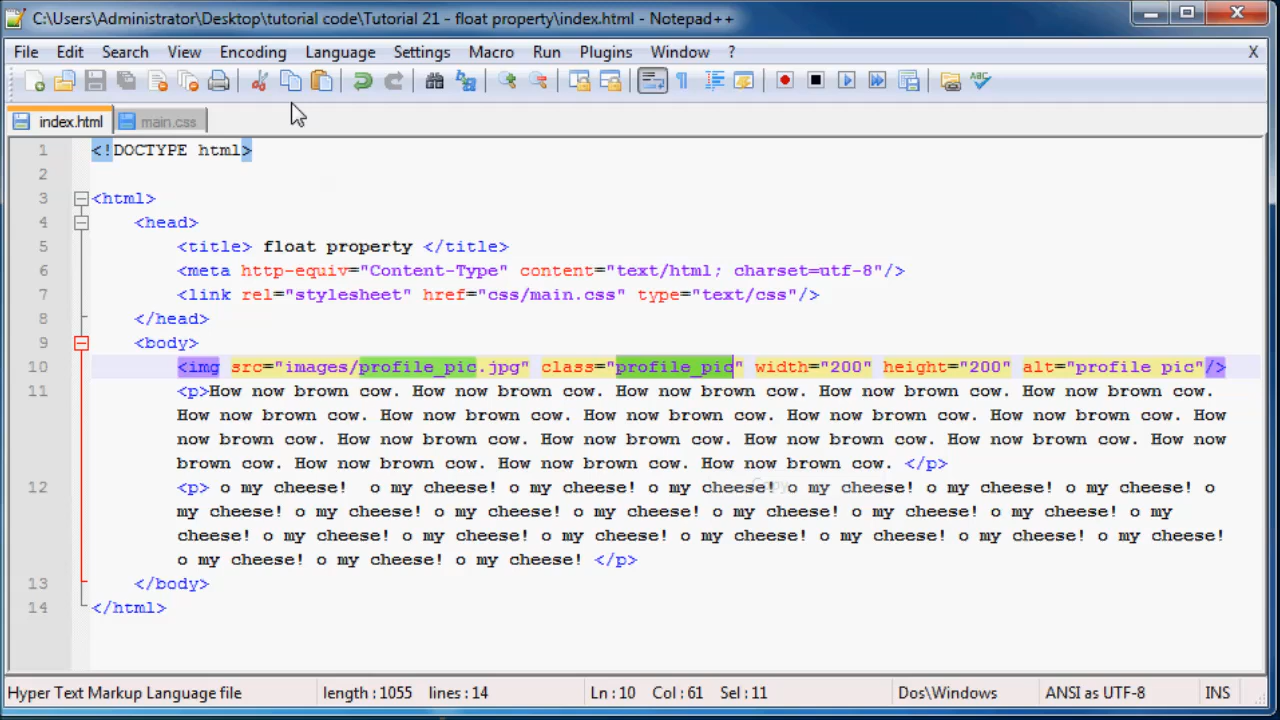 C:\Users\Administrator\Desktop\tutorial code\Tutorial 21 - float property\index.html - Notepad++
File Edit Search View Encoding Language Settings Macro Run Plugins Window ? X
index.html main.css
1 <!DOCTYPE html>
2
3 <html>
4 <head>
5 <title> float property </title>
6 <meta http-equiv="Content-Type" content="text/html; charset=utf-8"/>
7 <link rel="stylesheet" href="css/main.css" type="text/css"/>
8 </head>
9 <body>
10 <img src="images/profile_pic.jpg" class="profile_pic" width="200" height="200" alt="profile pic"/>
11 <p>How now brown cow. How now brown cow. How now brown cow. How now brown cow. How now brown cow.
How now brown cow. How now brown cow. How now brown cow. How now brown cow. How now brown cow. How
now brown cow. How now brown cow. How now brown cow. How now brown cow. How now brown cow. How now
brown cow. How now brown cow. How now brown cow. How now brown cow. </p>
12 <p> o my cheese!  o my cheese! o my cheese! o my cheese! o my cheese! o my cheese! o my cheese! o
my cheese! o my cheese! o my cheese! o my cheese! o my cheese! o my cheese! o my
cheese! o my cheese! o my cheese! o my cheese! o my cheese! o my cheese! o my cheese! o my cheese!
o my cheese! o my cheese! o my cheese! </p>
13 </body>
14 </html>
Copy
Hyper Text Markup Language file length : 1055 lines : 14 Ln : 10 Col : 61 Sel : 11 Dos\Windows ANSI as UTF-8 INS